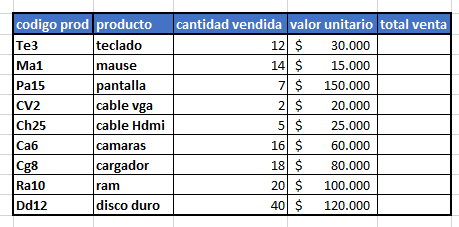 codigo prod producto cantidad vendida valor unitario total venta
Te3 teclado 12 $ 30.000
Ma1 mause 14 $ 15.000
Pa15 pantalla 7 $ 150.000
CV2 cable vga 2 $ 20.000
Ch25 cable Hdmi 5 $ 25.000
Ca6 camaras 16 $ 60.000
Cg8 cargador 18 $ 80.000
Ra10 ram 20 $ 100.000
Dd12 disco duro 40 $ 120.000